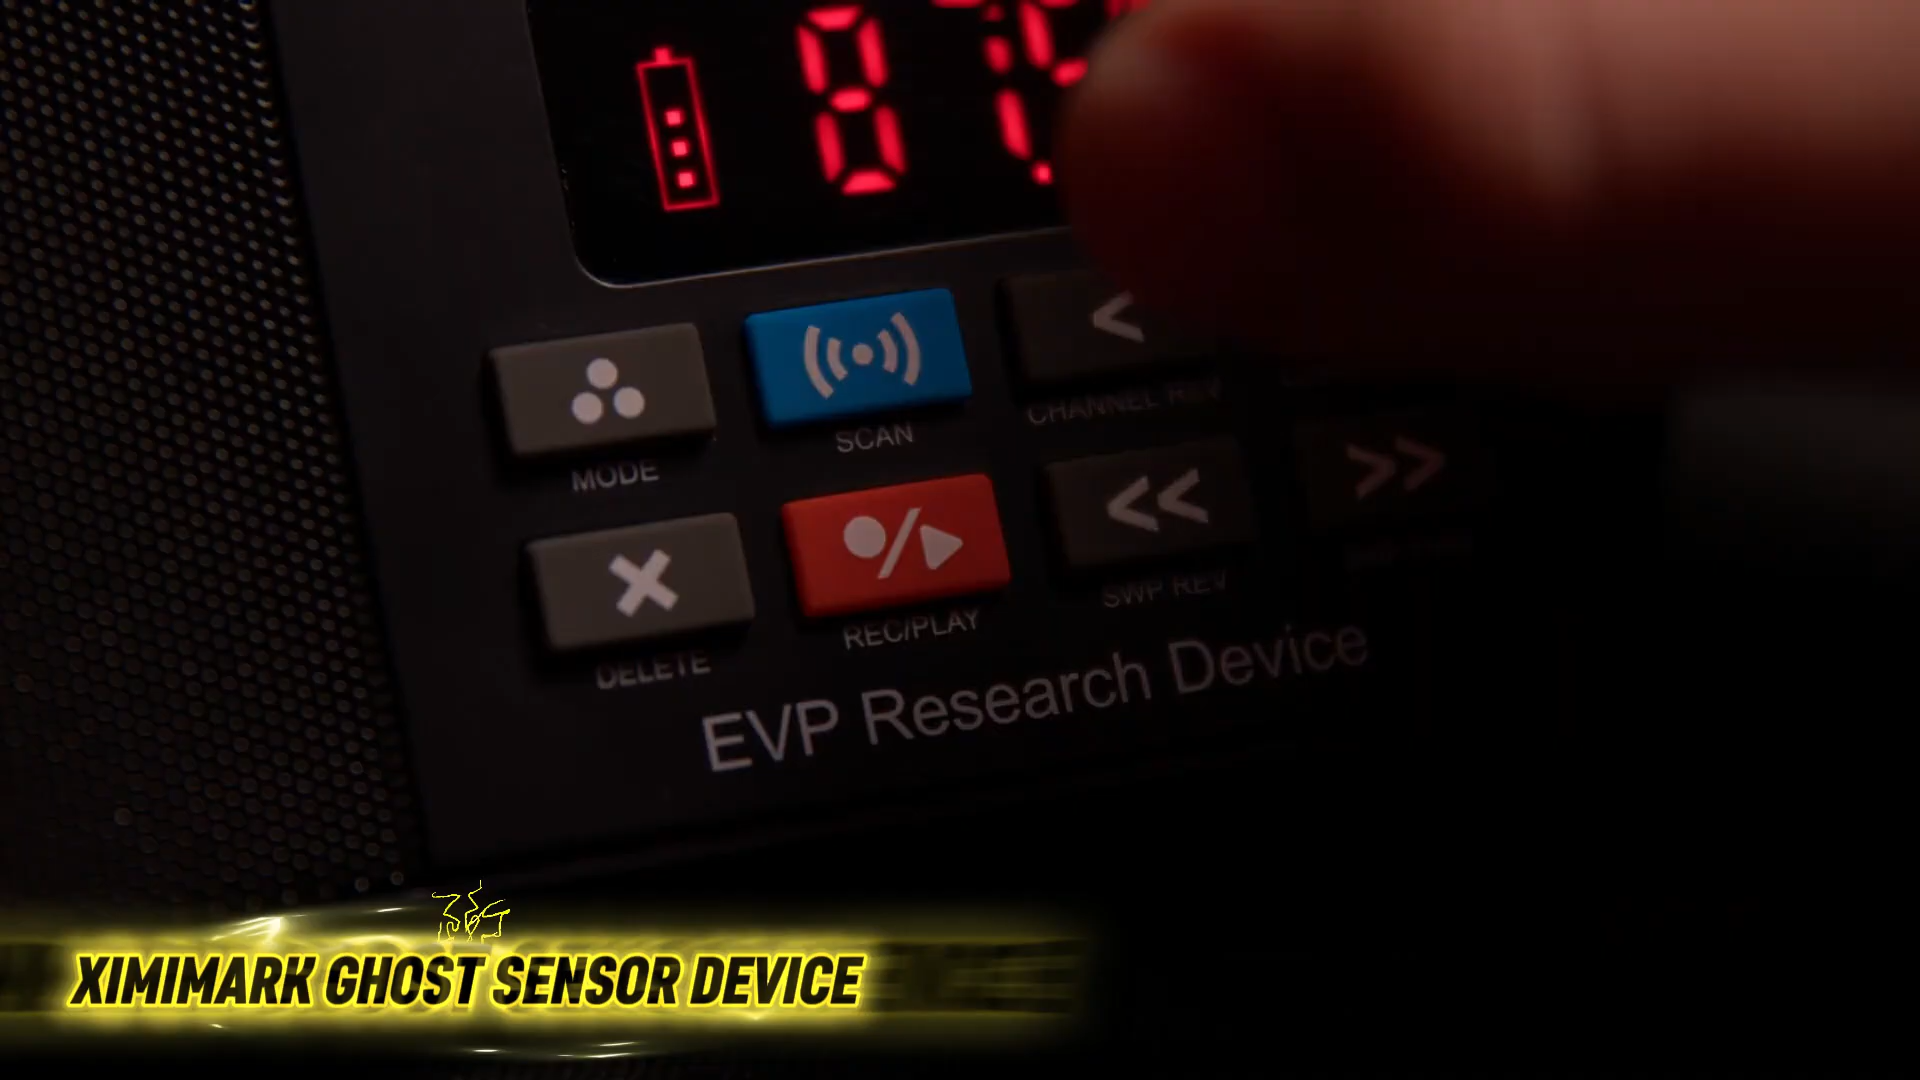 MODE
SCAN
CHANNEL REV
DELETE
REC/PLAY
SWP REV
EVP Research Device
XIMIMARK GHOST SENSOR DEVICE